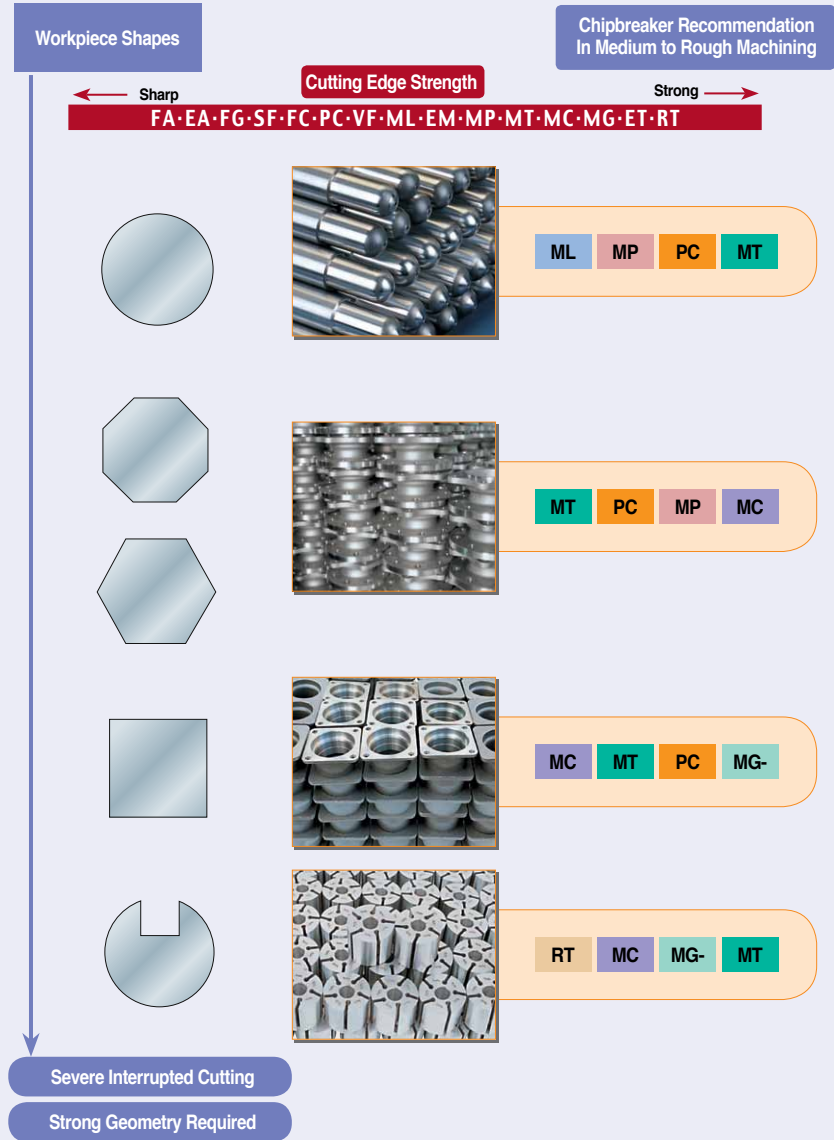 Workpiece Shapes
Chipbreaker Recommendation
In Medium to Rough Machining
Cutting Edge Strength
Sharp
Strong
FA·EA·FG·SF·FC·PC·VF·ML·EM·MP·MT·MC·MG·ET·RT
ML MP PC MT
MT PC MP MC
MC MT PC MG-
RT MC MG- MT
Severe Interrupted Cutting
Strong Geometry Required